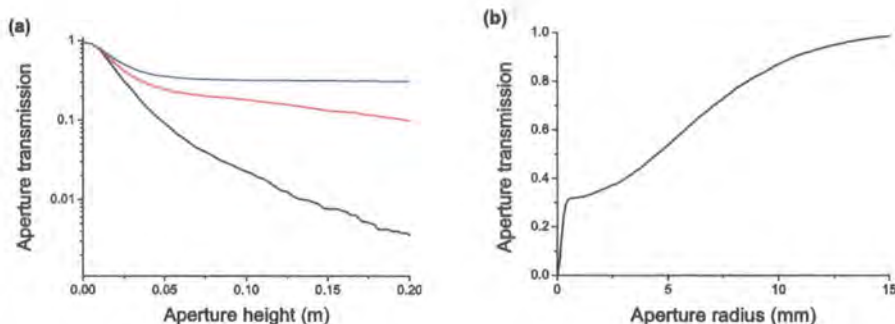 (a)
Aperture transmission
1
0.1
0.01
0.00 0.05 0.10 0.15 0.20
Aperture height (m)
(b)
Aperture transmission
1.0
0.8
0.6
0.4
0.2
0.0
0 5 10 15
Aperture radius (mm)